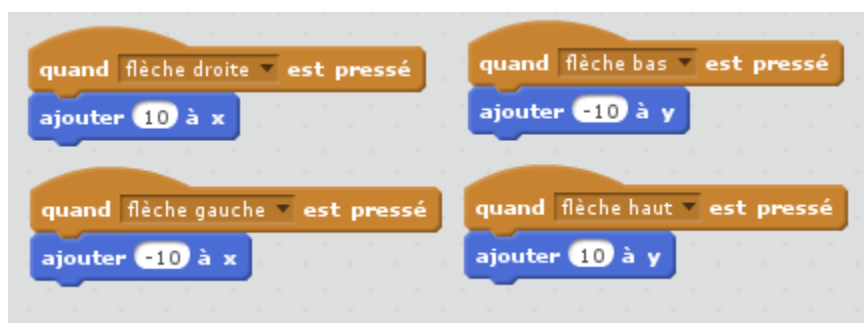 quand flèche droite est pressé
ajouter 10 à x
quand flèche bas est pressé
ajouter -10 à y
quand flèche gauche est pressé
ajouter -10 à x
quand flèche haut est pressé
ajouter 10 à y